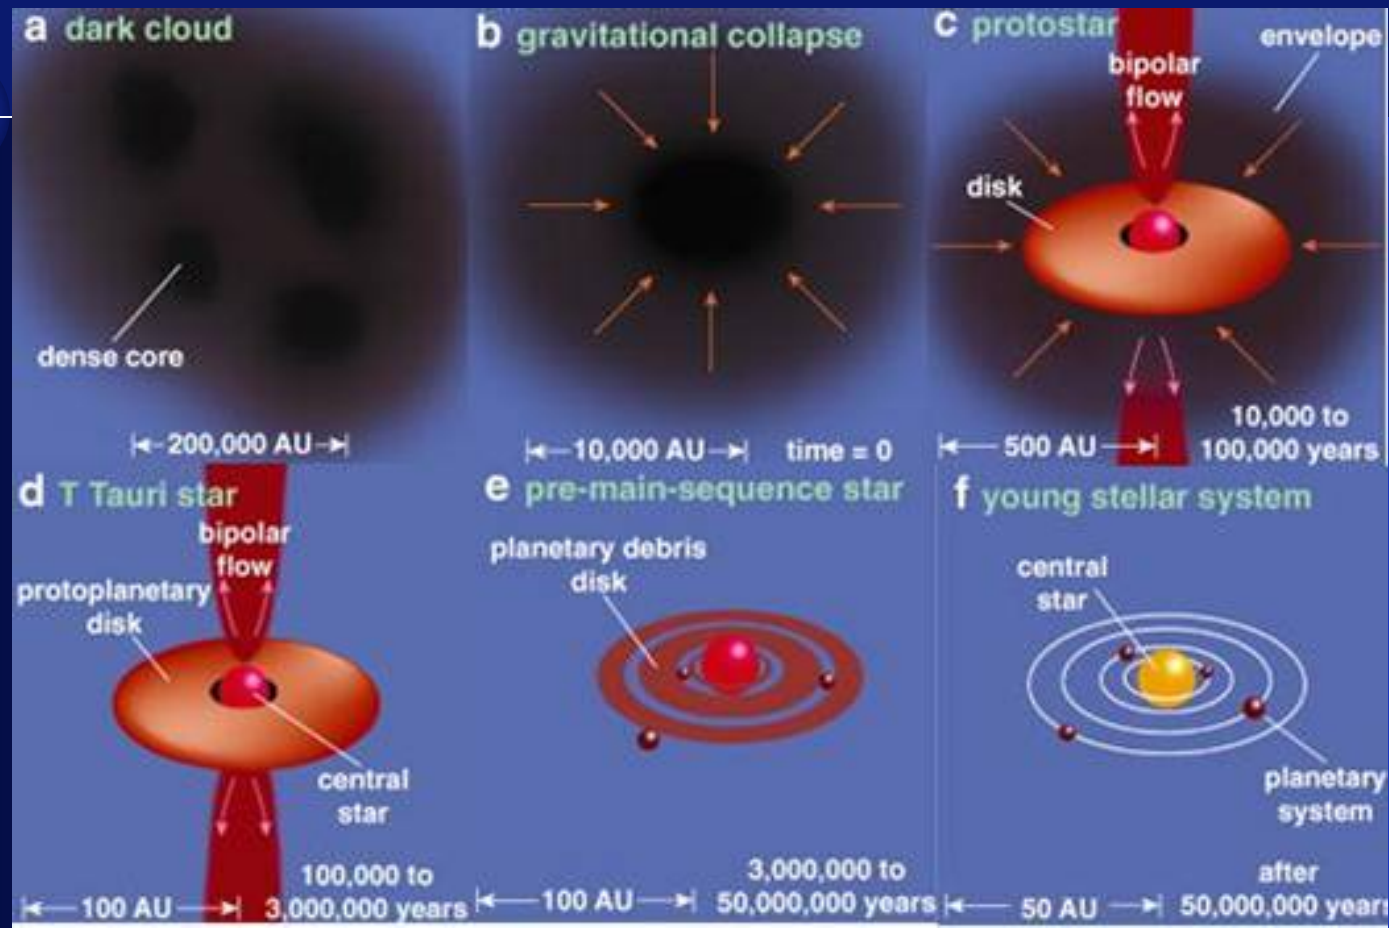 a dark cloud
dense core
200,000 AU
b gravitational collapse
10,000 AU time = 0
c protostar
envelope
bipolar
flow
disk
10,000 to
500 AU 100,000 years
d T Tauri star
bipolar
flow
protoplanetary
disk
central
star
100,000 to
100 AU 3,000,000 years
e pre-main-sequence star
planetary debris
disk
3,000,000 to
100 AU 50,000,000 years
f young stellar system
central
star
planetary
system
after
50 AU 50,000,000 years